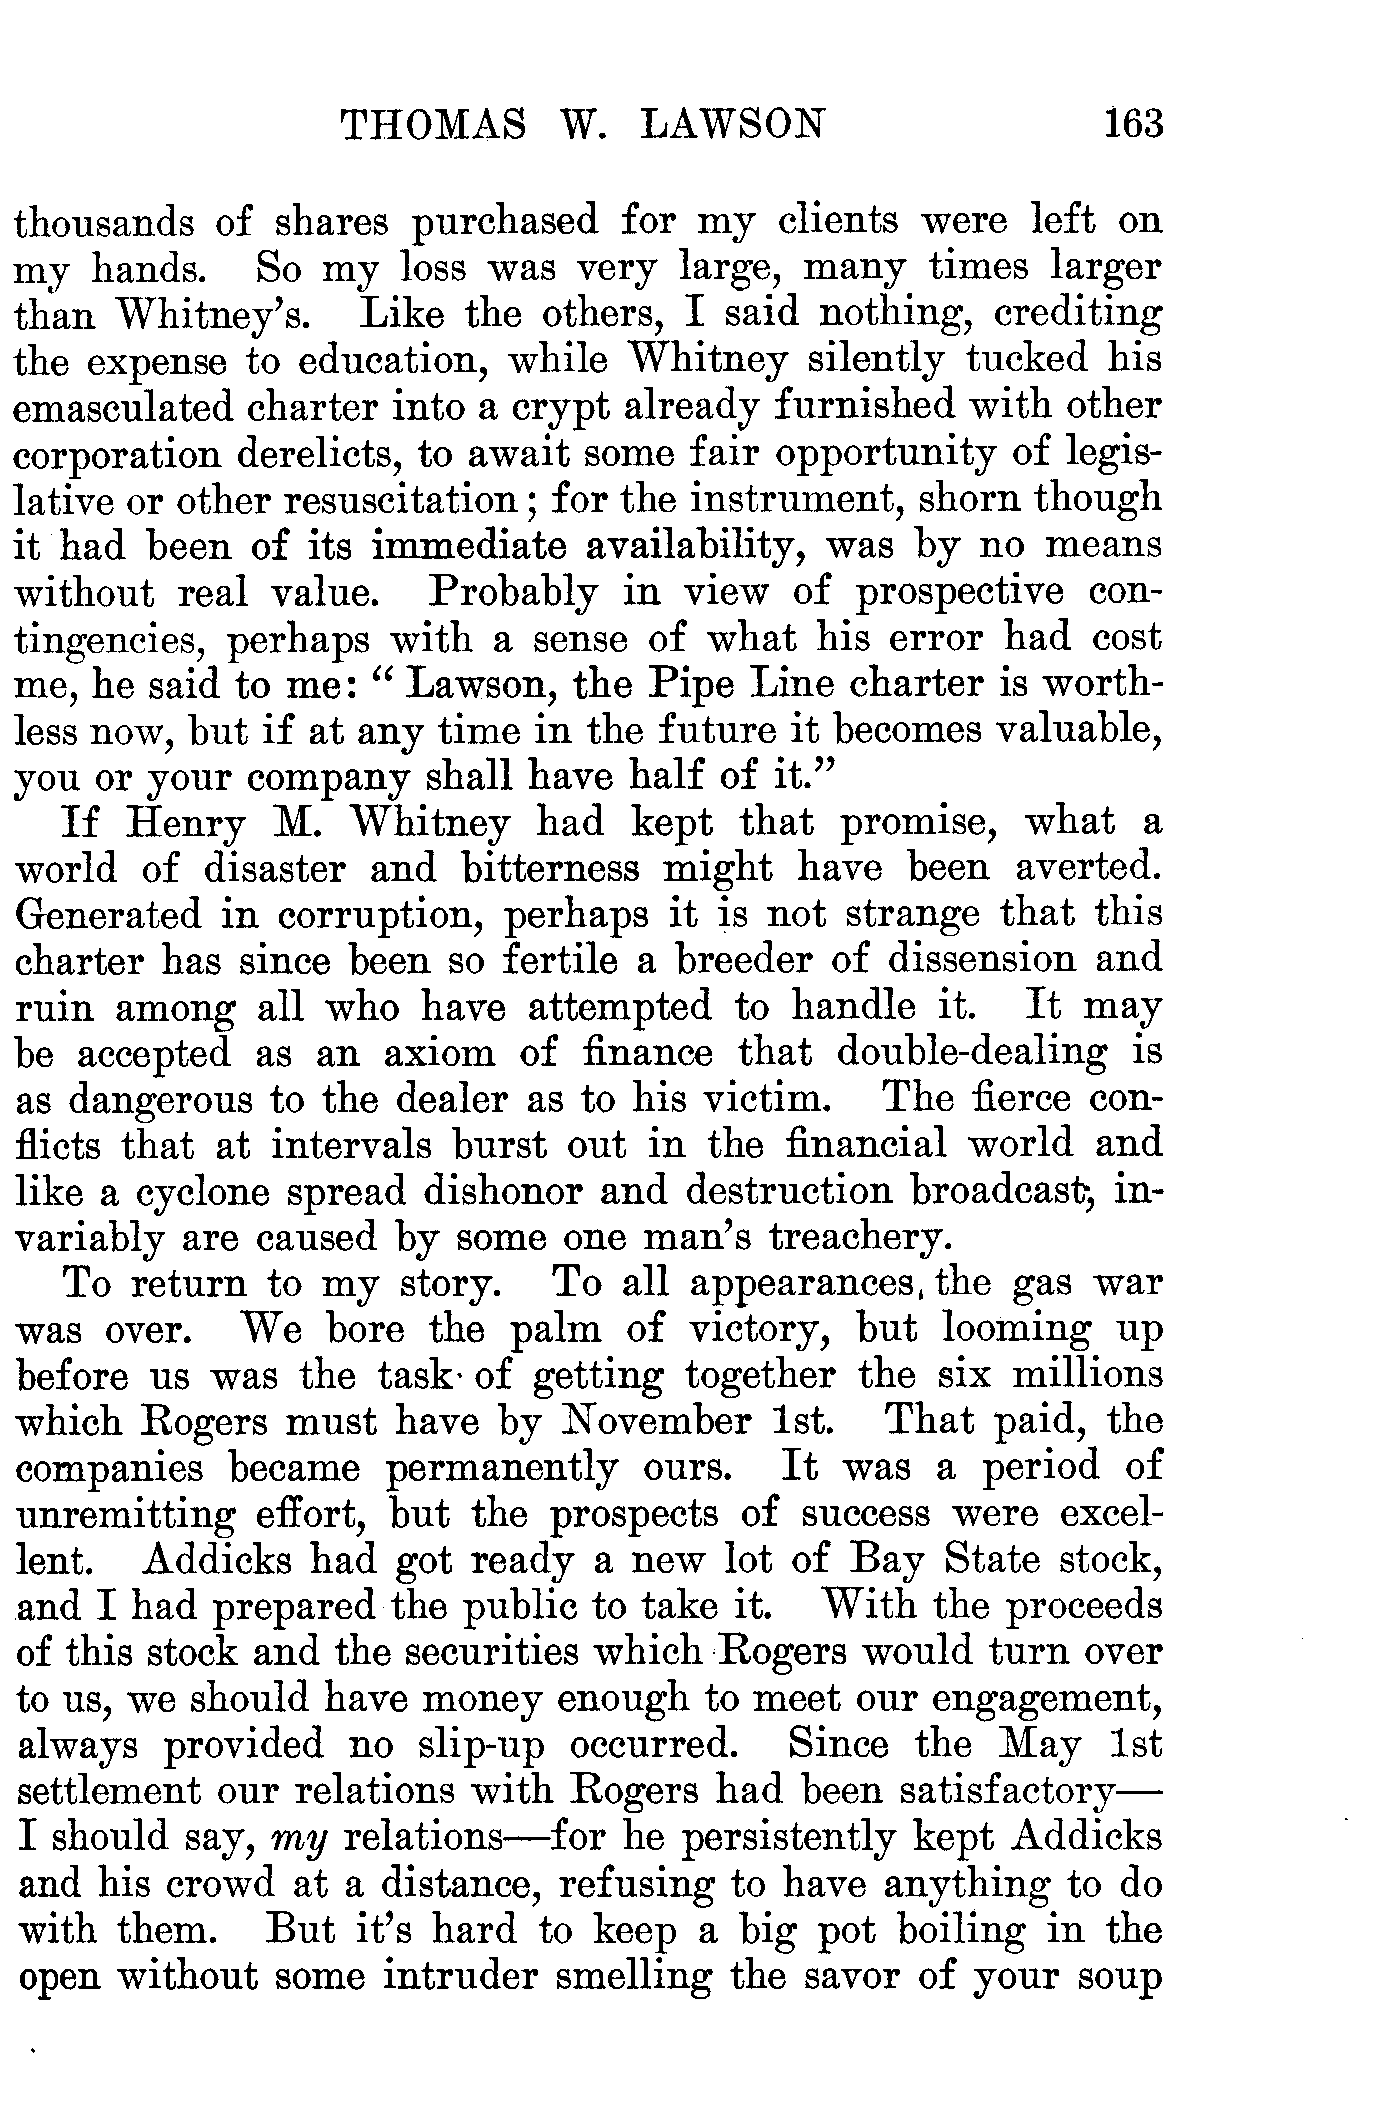 THOMAS W. LAWSON 163
thousands of shares purchased for my clients were left on
my hands. So my loss was very large, many times larger
than Whitney's. Like the others, I said nothing, crediting
the expense to education, while Whitney silently tucked his
emasculated charter into a crypt already furnished with other
corporation derelicts, to await some fair opportunity of legis-
lative or other resuscitation; for the instrument, shorn though
it had been of its immediate availability, was by no means
without real value. Probably in view of prospective con-
tingencies, perhaps with a sense of what his error had cost
me, he said to me: “ Lawson, the Pipe Line charter is worth-
less now, but if at any time in the future it becomes valuable,
you or your company shall have half of it.”
If Henry M. Whitney had kept that promise, what a
world of disaster and bitterness might have been averted.
Generated in corruption, perhaps it is not strange that this
charter has since been so fertile a breeder of dissension and
ruin among all who have attempted to handle it. It may
be accepted as an axiom of finance that double-dealing is
as dangerous to the dealer as to his victim. The fierce con-
flicts that at intervals burst out in the financial world and
like a cyclone spread dishonor and destruction broadcast, in-
variably are caused by some one man's treachery.
To return to my story. To all appearances, the gas war
was over. We bore the palm of victory, but looming up
before us was the task of getting together the six millions
which Rogers must have by November 1st. That paid, the
companies became permanently ours. It was a period of
unremitting effort, but the prospects of success were excel-
lent. Addicks had got ready a new lot of Bay State stock,
and I had prepared the public to take it. With the proceeds
of this stock and the securities which Rogers would turn over
to us, we should have money enough to meet our engagement,
always provided no slip-up occurred. Since the May 1st
settlement our relations with Rogers had been satisfactory—
I should say, my relations—for he persistently kept Addicks
and his crowd at a distance, refusing to have anything to do
with them. But it's hard to keep a big pot boiling in the
open without some intruder smelling the savor of your soup